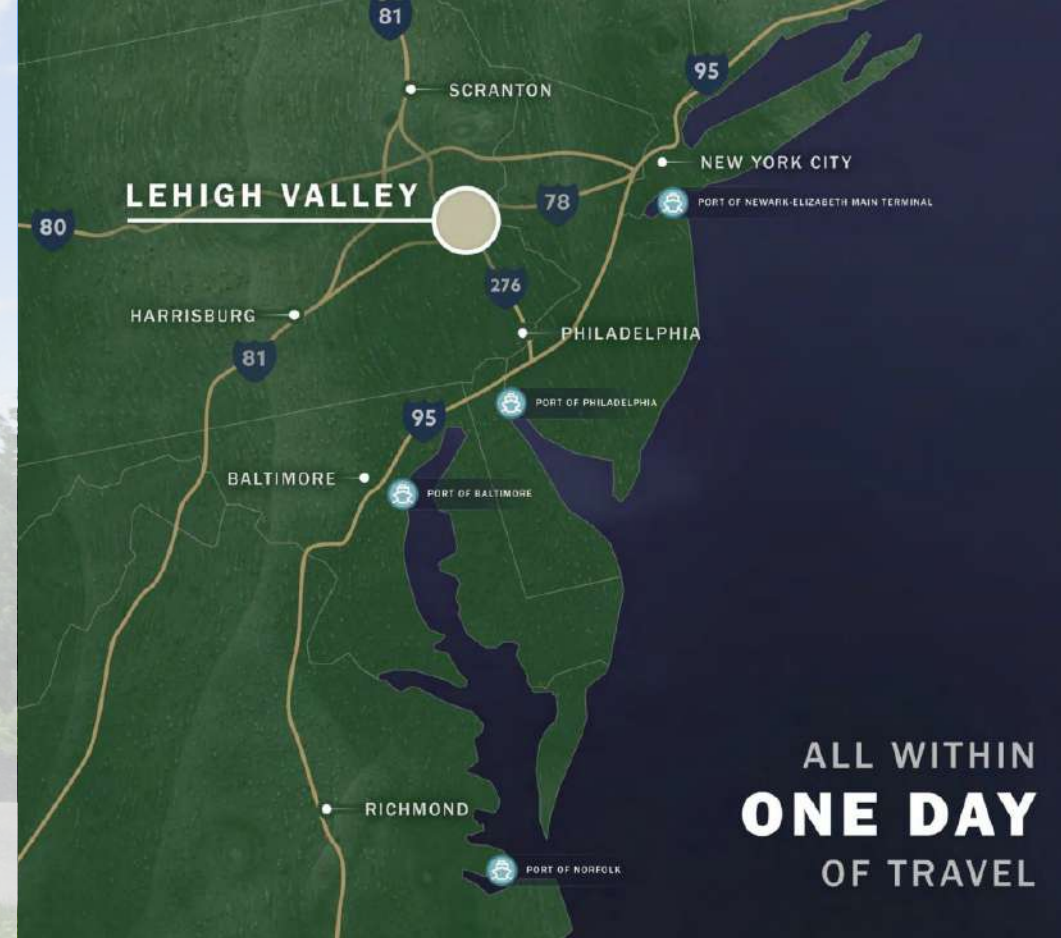 81
SCRANTON
95
NEW YORK CITY
LEHIGH VALLEY
78
PORT OF NEWARK-ELIZABETH MAIN TERMINAL
80
276
HARRISBURG
PHILADELPHIA
81
PORT OF PHILADELPHIA
95
BALTIMORE
PORT OF BALTIMORE
ALL WITHIN
ONE DAY
OF TRAVEL
RICHMOND
PORT OF NORFOLK